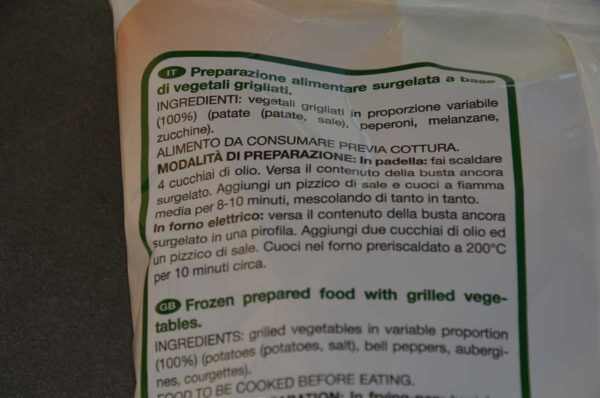 IT Preparazione alimentare surgelata a base
di vegetali grigliati.
INGREDIENTI: vegetali grigliati in proporzione variabile
(100%) (patate (patate, sale), peperoni, melanzane,
zucchine).
ALIMENTO DA CONSUMARE PREVIA COTTURA.
MODALITÀ DI PREPARAZIONE: In padella: fai scaldare
4 cucchiai di olio. Versa il contenuto della busta ancora
surgelato. Aggiungi un pizzico di sale e cuoci a fiamma
media per 8-10 minuti, mescolando di tanto in tanto.
In forno elettrico: versa il contenuto della busta ancora
surgelato in una pirofila. Aggiungi due cucchiai di olio ed
un pizzico di sale. Cuoci nel forno preriscaldato a 200°C
per 10 minuti circa.
GB Frozen prepared food with grilled vege-
tables.
INGREDIENTS: grilled vegetables in variable proportion
(100%) (potatoes (potatoes, salt), bell peppers, aubergi-
nes, courgettes).
FOOD TO BE COOKED BEFORE EATING.